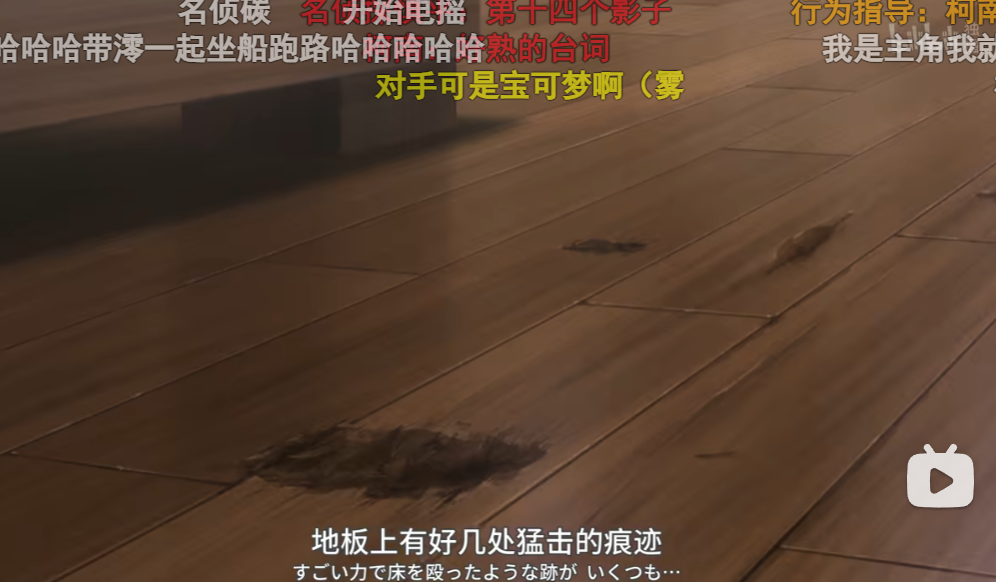 名侦碳 开始电摇 第十四个影子 行为指导：柯南
哈哈哈带澪一起坐船跑路哈哈哈哈哈 熟的台词 我是主角我就
对手可是宝可梦啊（雾
地板上有好几处猛击的痕迹
すごい力で床を殴ったような跡が いくつも…